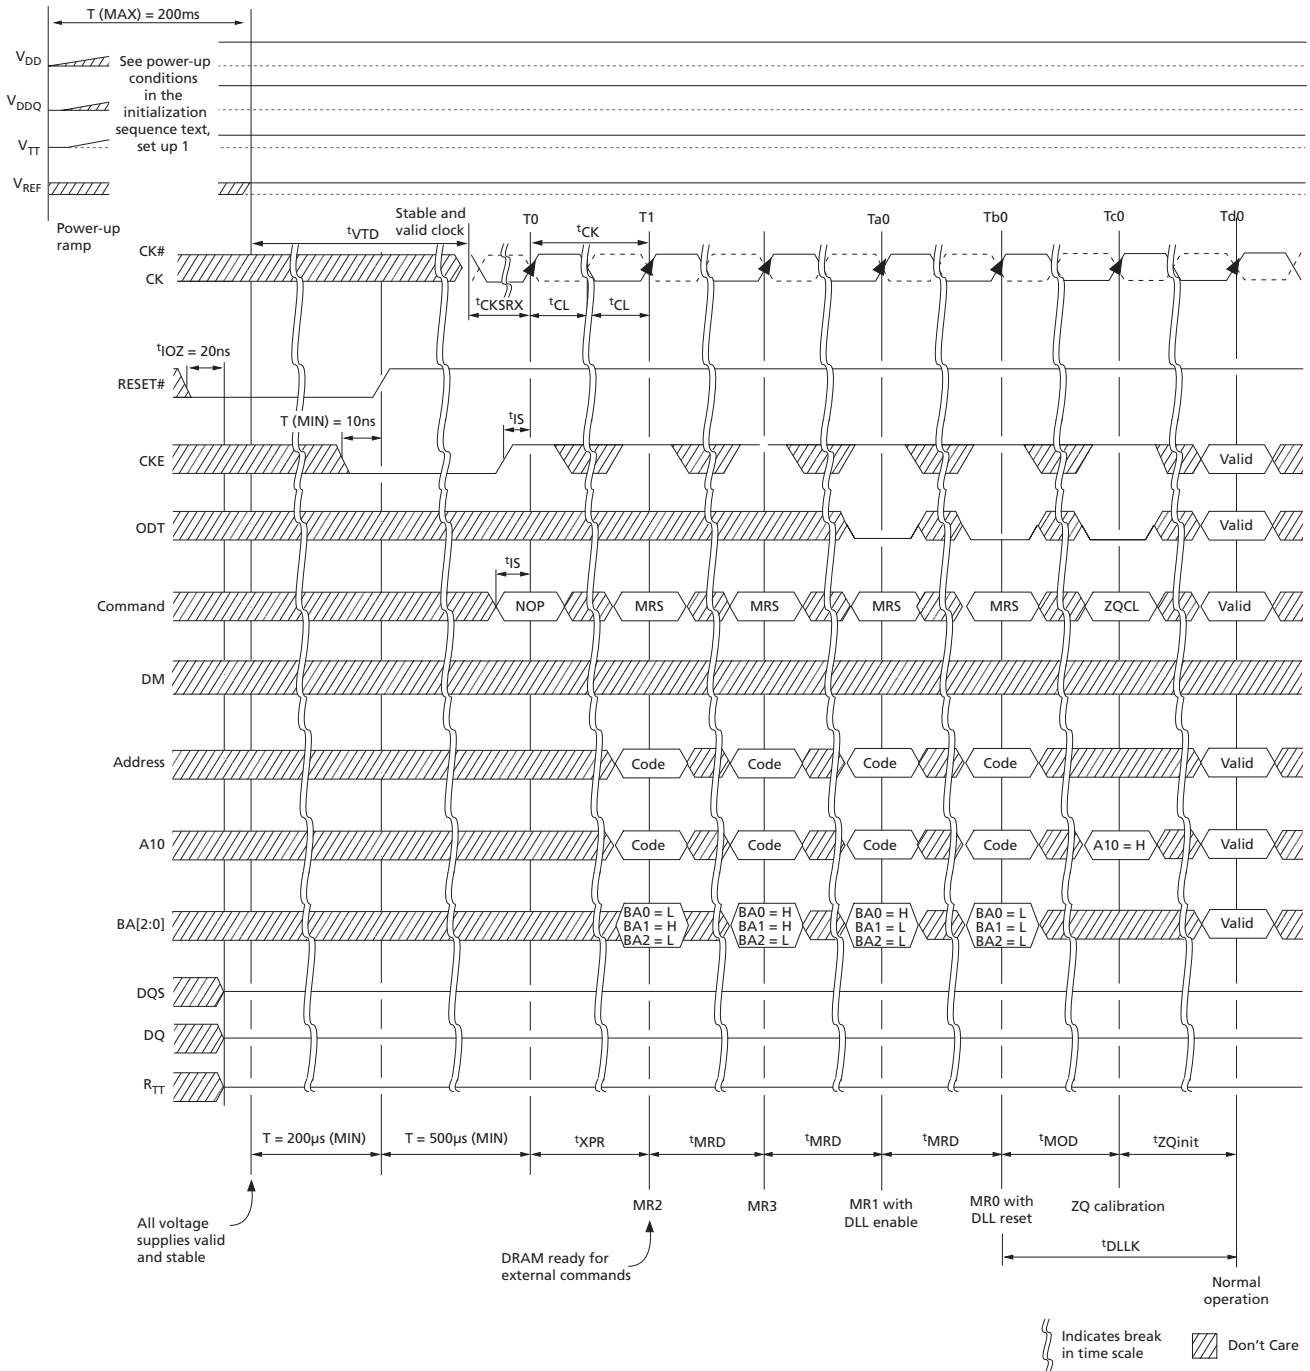 T (MAX) = 200ms
VDD
See power-up
conditions
in the
initialization
sequence text,
set up 1
VDDQ
VTT
VREF
Power-up
ramp
Stable and
valid clock
T0
T1
Ta0
Tb0
Tc0
Td0
tVTD
tCK
CK#
CK
tCKSRX
tCL
tCL
tIOZ = 20ns
RESET#
T (MIN) = 10ns
tIS
CKE
Valid
ODT
Valid
tIS
Command
NOP
MRS
MRS
MRS
MRS
ZQCL
Valid
DM
Address
Code
Code
Code
Code
Valid
A10
Code
Code
Code
Code
A10 = H
Valid
BA[2:0]
BA0 = L
BA1 = H
BA2 = L
BA0 = H
BA1 = H
BA2 = L
BA0 = H
BA1 = L
BA2 = L
BA0 = L
BA1 = L
BA2 = L
Valid
DQS
DQ
RTT
T = 200µs (MIN)
T = 500µs (MIN)
tXPR
tMRD
tMRD
tMRD
tMOD
tZQinit
MR2
MR3
MR1 with
DLL enable
MR0 with
DLL reset
ZQ calibration
All voltage
supplies valid
and stable
DRAM ready for
external commands
tDLLK
Normal
operation
Indicates break
in time scale
Don't Care